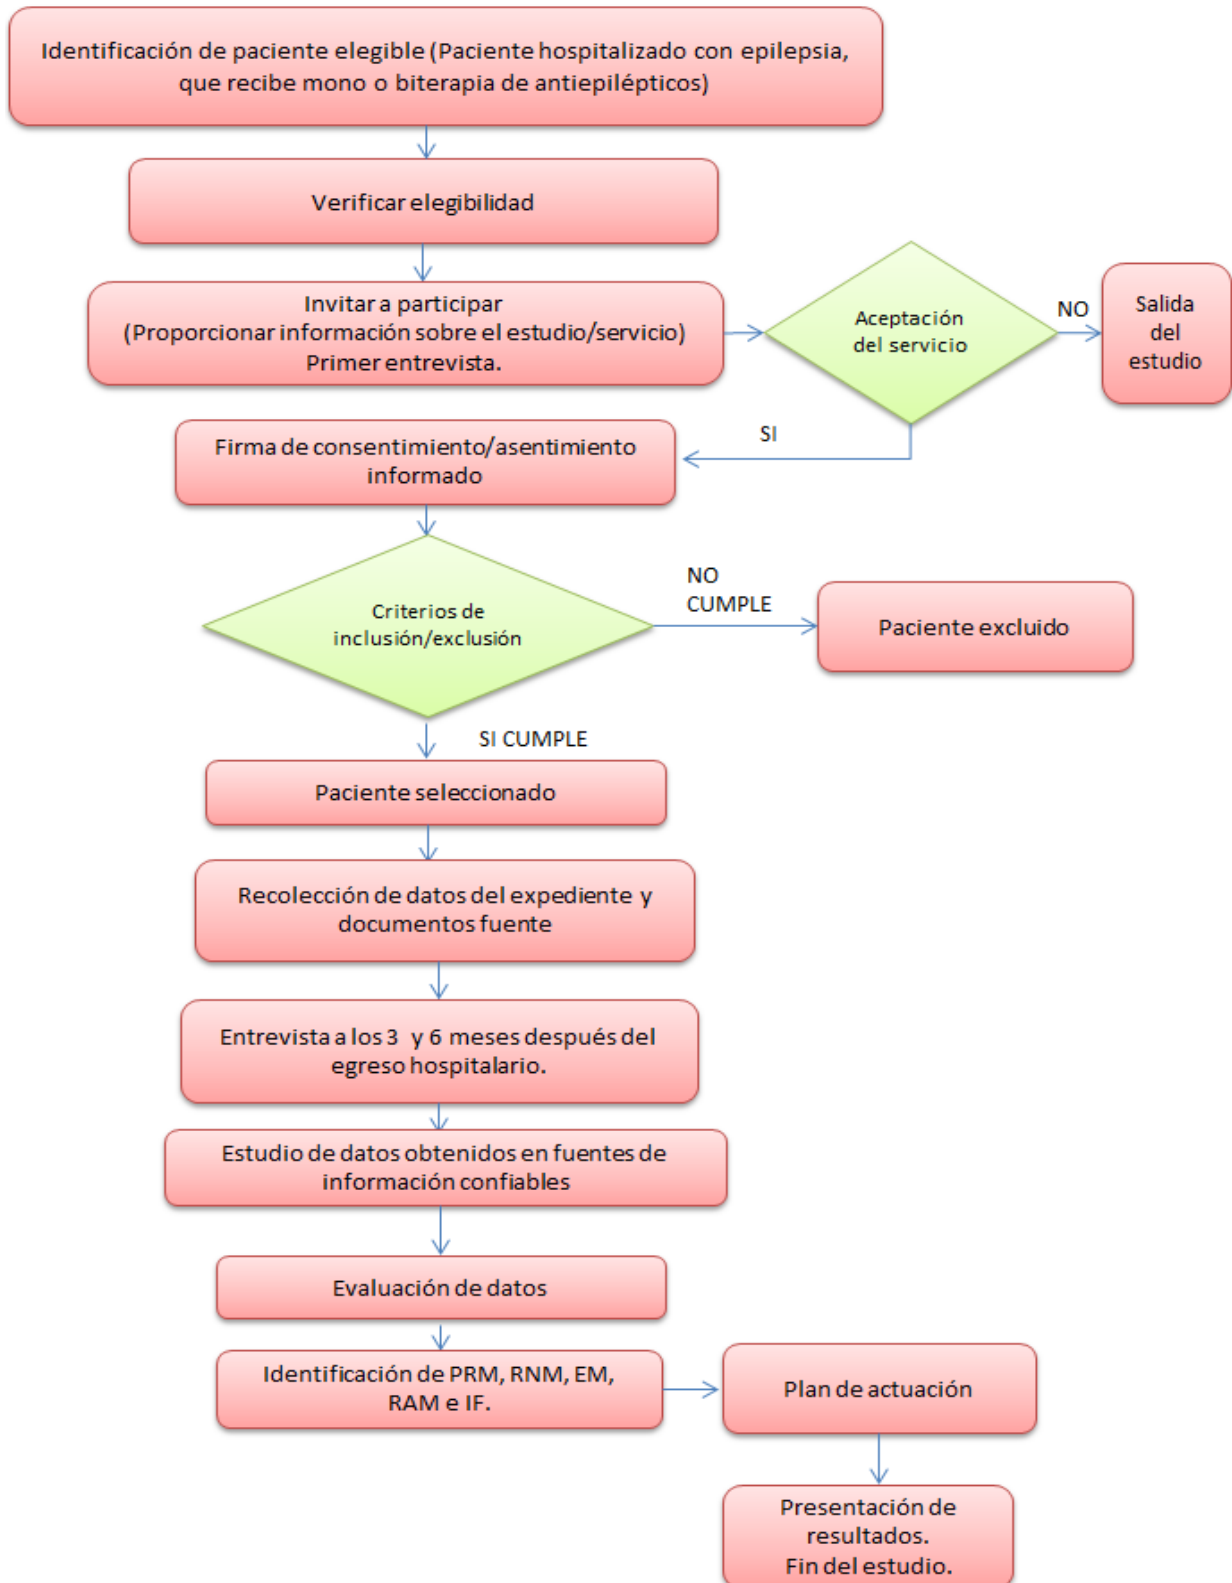 Identificación de paciente elegible (Paciente hospitalizado con epilepsia,
que recibe mono o biterapia de antiepilépticos)
Verificar elegibilidad
Invitar a participar
(Proporcionar información sobre el estudio/servicio)
Primer entrevista.
Aceptación
del servicio
NO
Salida
del
estudio
SI
Firma de consentimiento/asentimiento
informado
Criterios de
inclusión/exclusión
NO
CUMPLE
Paciente excluido
SI CUMPLE
Paciente seleccionado
Recolección de datos del expediente y
documentos fuente
Entrevista a los 3 y 6 meses después del
egreso hospitalario.
Estudio de datos obtenidos en fuentes de
información confiables
Evaluación de datos
Identificación de PRM, RNM, EM,
RAM e IF.
Plan de actuación
Presentación de
resultados.
Fin del estudio.